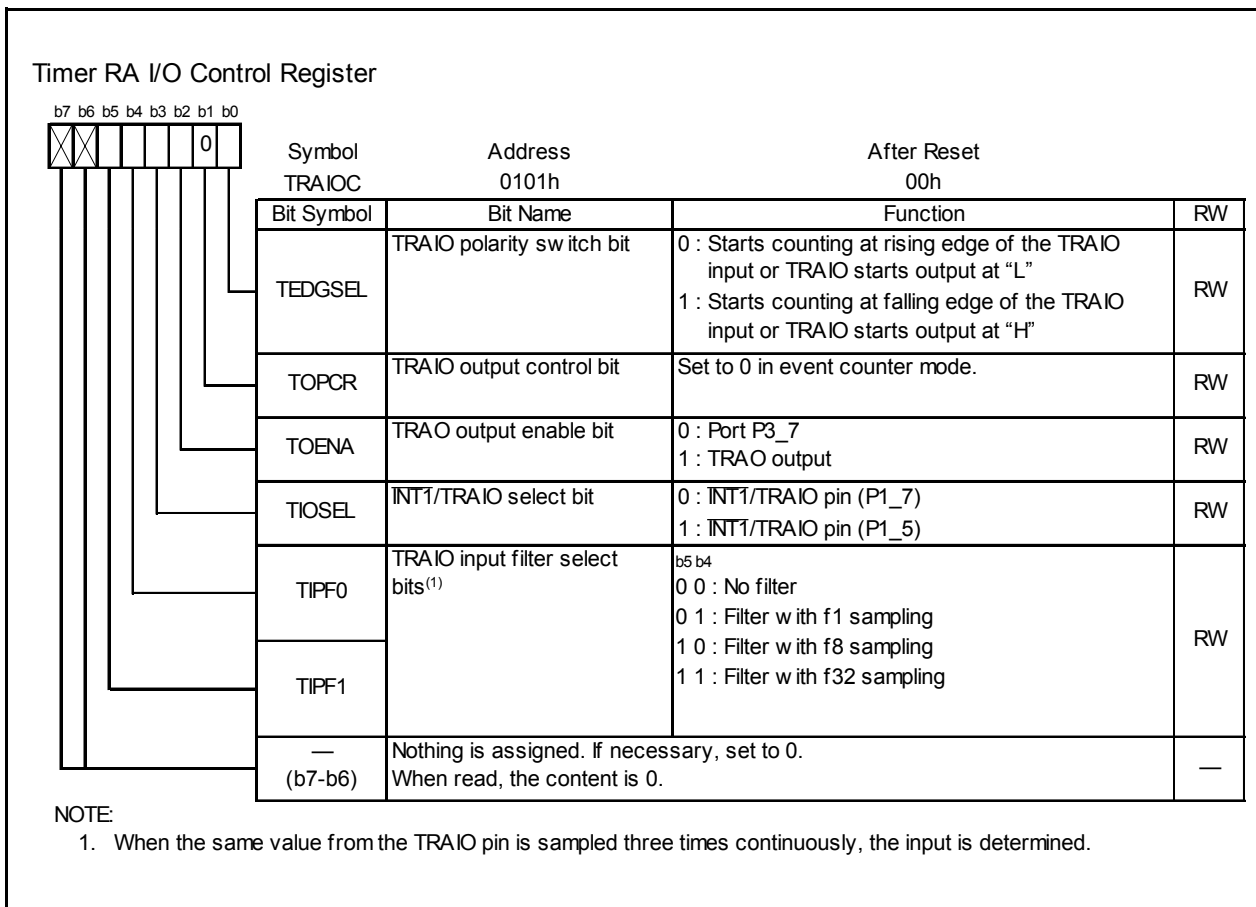 Timer RA I/O Control Register
b7 b6 b5 b4 b3 b2 b1 b0
0
Symbol Address After Reset
TRAIOC 0101h 00h
Bit Symbol Bit Name Function RW
TEDGSEL TRAIO polarity switch bit 0 : Starts counting at rising edge of the TRAIO
input or TRAIO starts output at “L”
1 : Starts counting at falling edge of the TRAIO
input or TRAIO starts output at “H”
RW
TOPCR TRAIO output control bit Set to 0 in event counter mode. RW
TOENA TRAO output enable bit 0 : Port P3_7
1 : TRAO output
RW
TIOSEL INT1/TRAIO select bit 0 : INT1/TRAIO pin (P1_7)
1 : INT1/TRAIO pin (P1_5)
RW
TIPF0 TRAIO input filter select
bits(1)
b5 b4
0 0 : No filter
0 1 : Filter with f1 sampling
1 0 : Filter with f8 sampling
1 1 : Filter with f32 sampling
RW
TIPF1
—
(b7-b6)
Nothing is assigned. If necessary, set to 0.
When read, the content is 0.
—
NOTE:
1. When the same value from the TRAIO pin is sampled three times continuously, the input is determined.